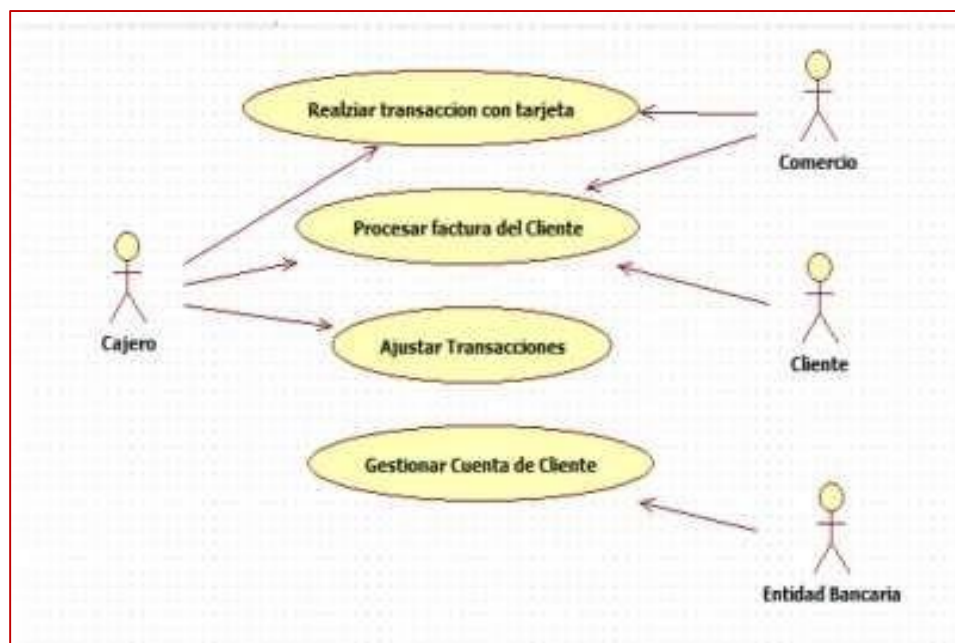 Realziar transaccion con tarjeta
Comercio
Procesar factura del Cliente
Cajero
Ajustar Transacciones
Cliente
Gestionar Cuenta de Cliente
Entidad Bancaria